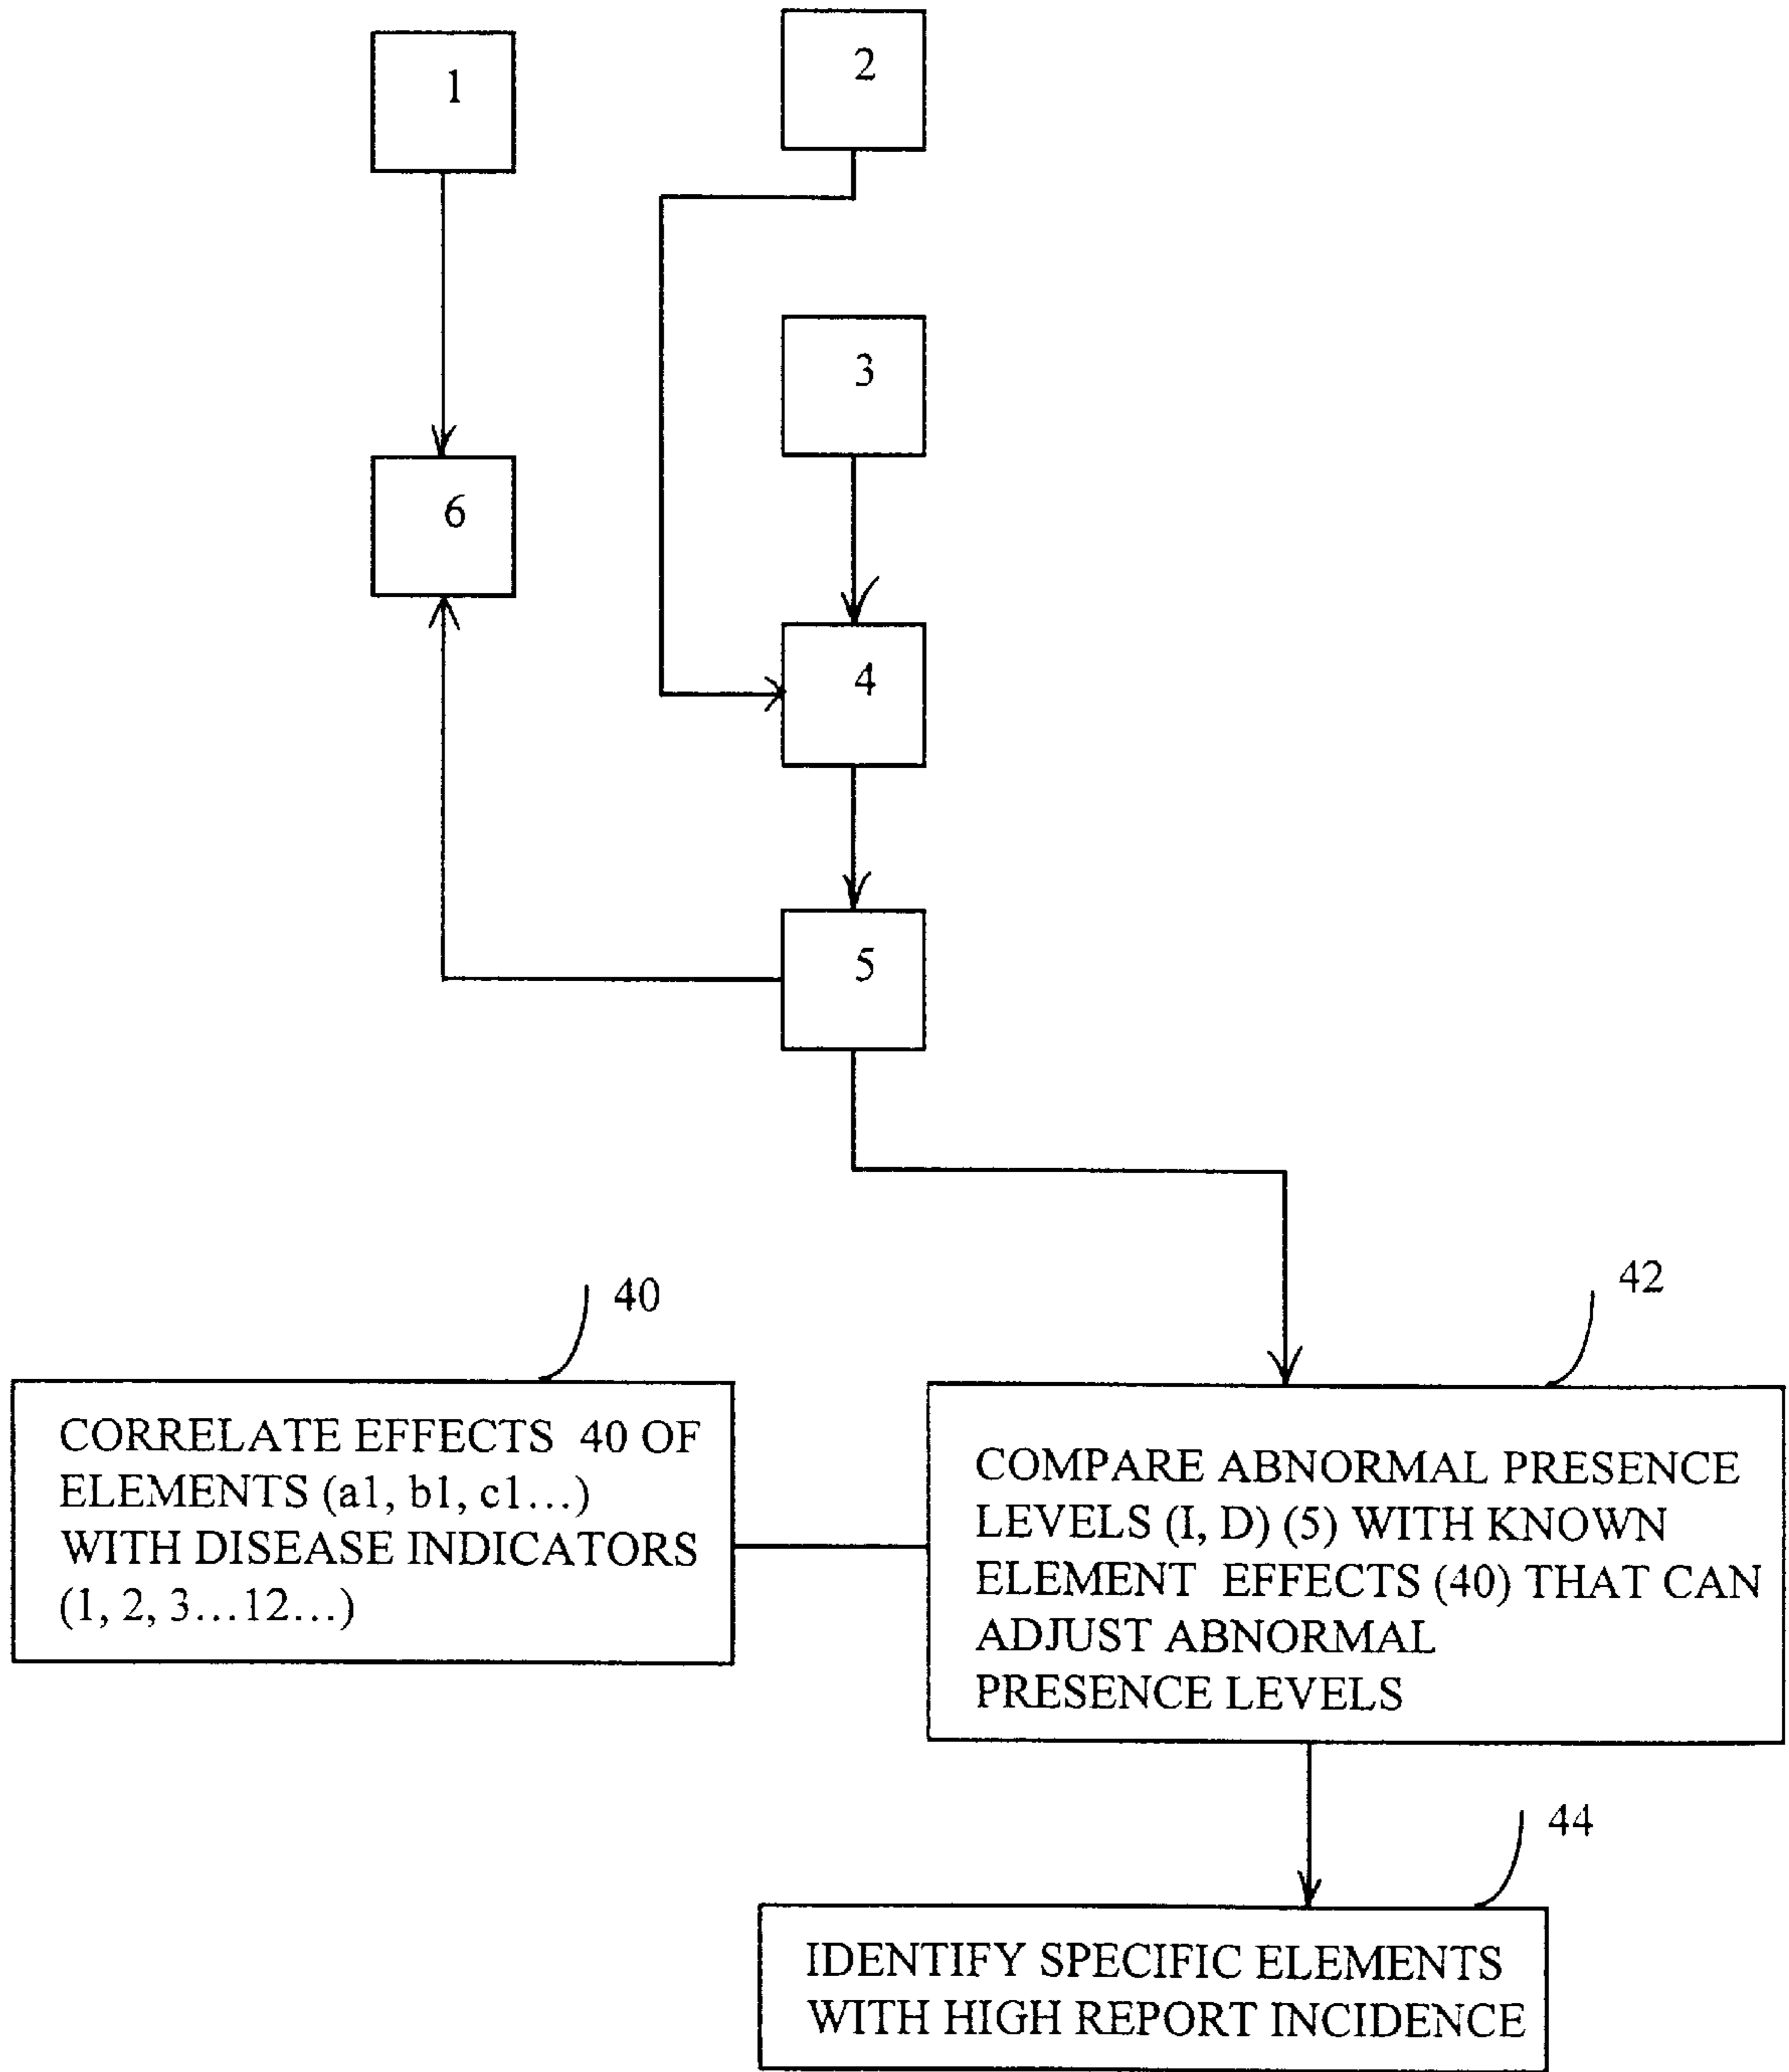 2
1
3
6
4
5
40
42
CORRELATE EFFECTS 40 OF
ELEMENTS (a1, b1, c1...)
WITH DISEASE INDICATORS
(1, 2, 3...12...)
COMPARE ABNORMAL PRESENCE
LEVELS (I, D) (5) WITH KNOWN
ELEMENT EFFECTS (40) THAT CAN
ADJUST ABNORMAL
PRESENCE LEVELS
44
IDENTIFY SPECIFIC ELEMENTS
WITH HIGH REPORT INCIDENCE